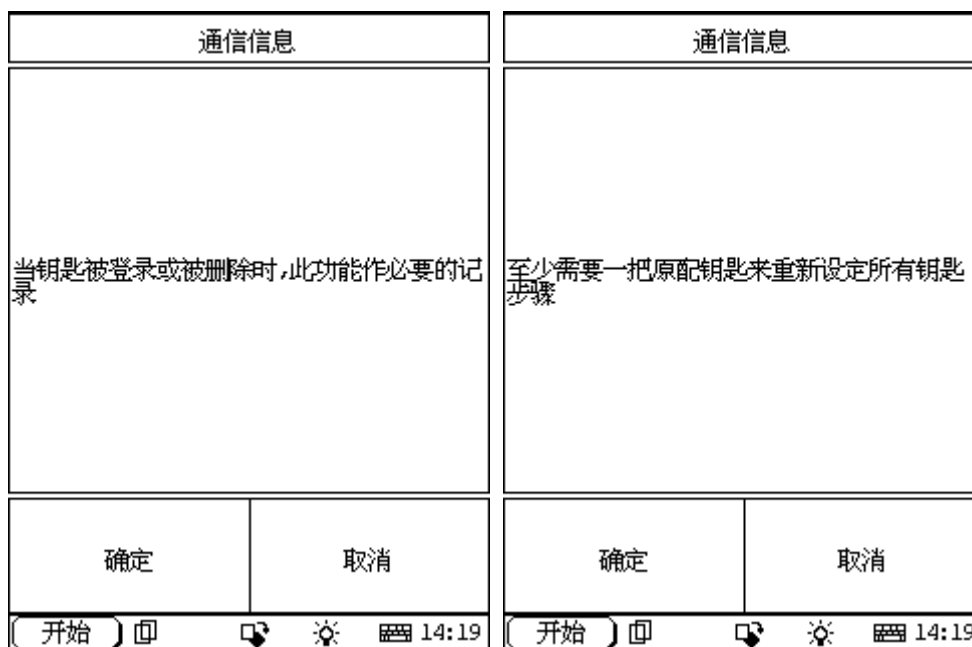 通信信息
当钥匙被登录或被删除时,此功能作必要的记
录
确定
取消
开始
14:19
通信信息
至少需要一把原配钥匙来重新设定所有钥匙
步骤
确定
取消
开始
14:19